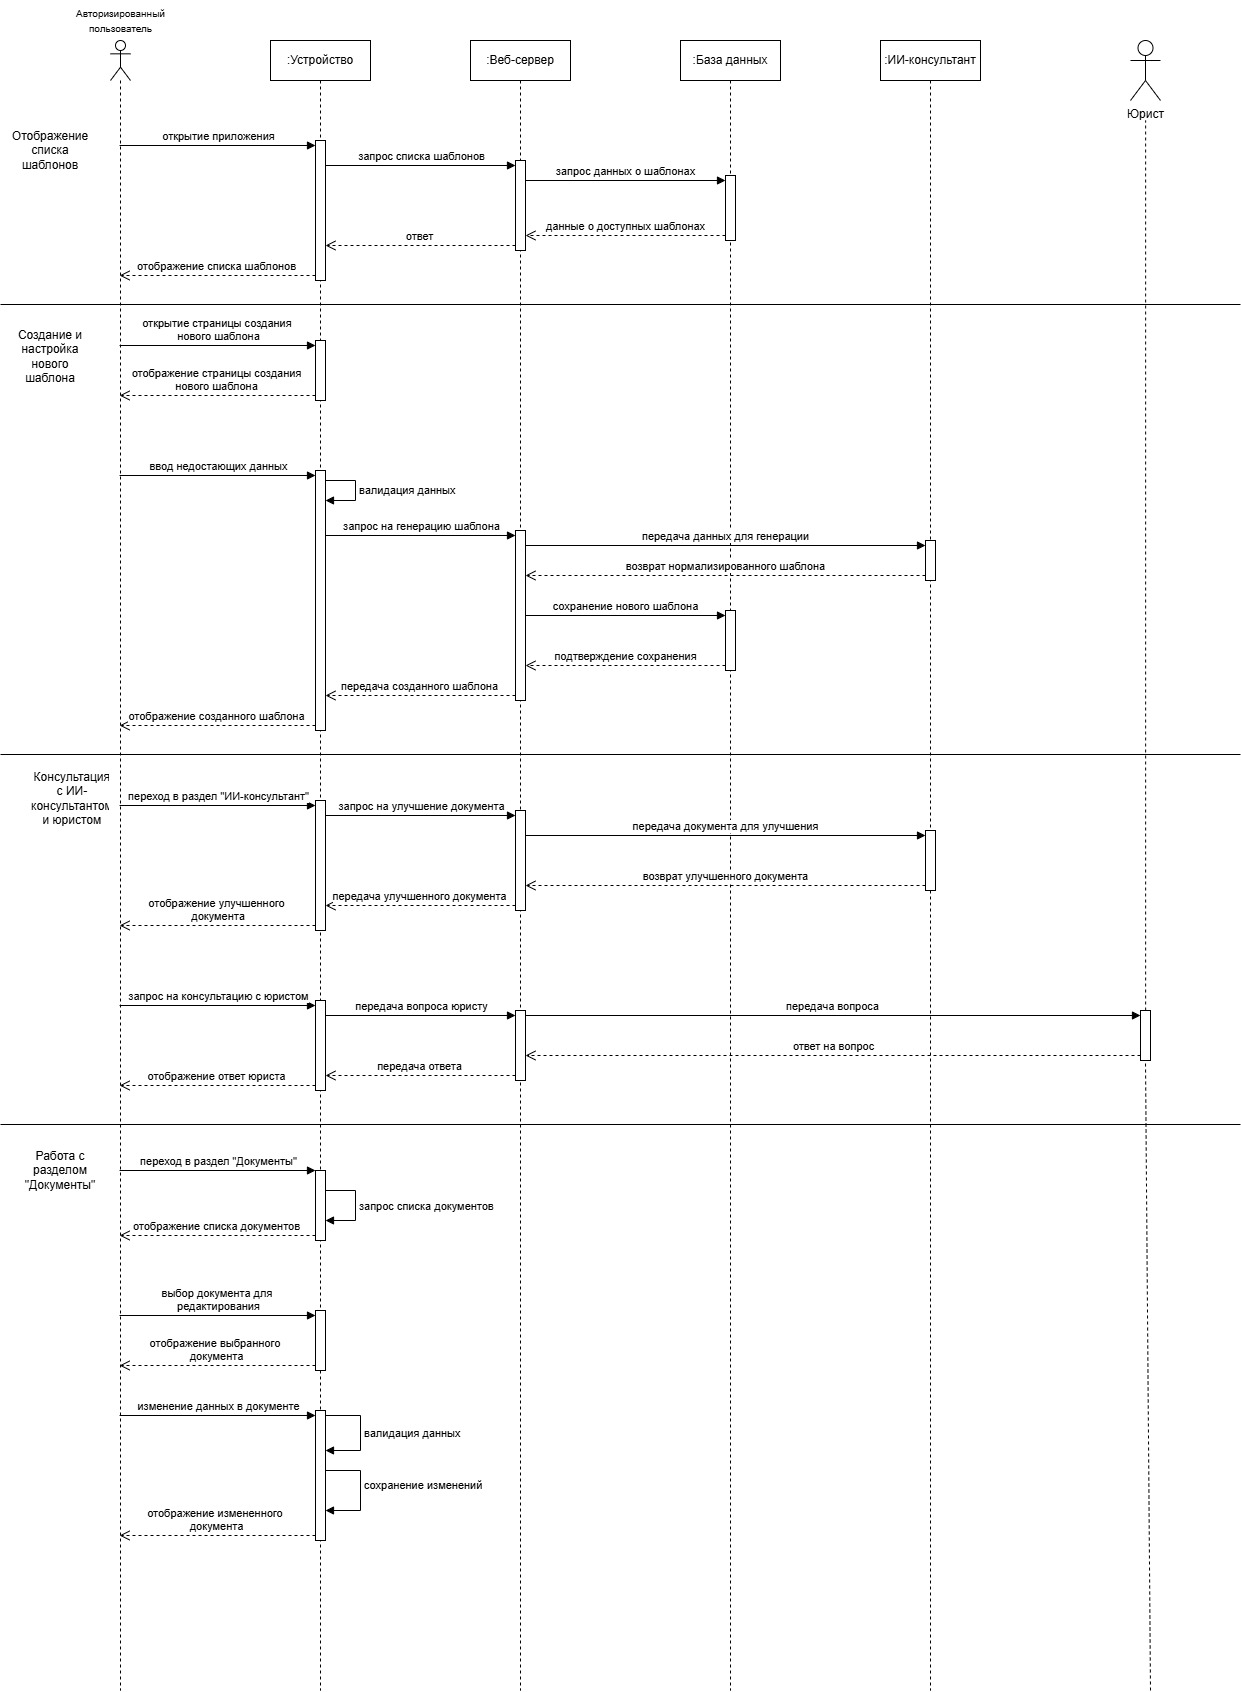 Авторизированный
пользователь
:Устройство
:Веб-сервер
:База данных
:ИИ-консультант
Юрист
Отображение
списка
шаблонов
открытие приложения
запрос списка шаблонов
запрос данных о шаблонах
данные о доступных шаблонах
ответ
отображение списка шаблонов
Создание и
настройка
нового
шаблона
открытие страницы создания
нового шаблона
отображение страницы создания
нового шаблона
ввод недостающих данных
валидация данных
запрос на генерацию шаблона
передача данных для генерации
возврат нормализированного шаблона
сохранение нового шаблона
подтверждение сохранения
передача созданного шаблона
отображение созданного шаблона
Консультация
с ИИ-
консультантом
и юристом
переход в раздел "ИИ-консультант"
запрос на улучшение документа
передача документа для улучшения
возврат улучшенного документа
передача улучшенного документа
отображение улучшенного
документа
запрос на консультацию с юристом
передача вопроса юристу
передача вопроса
ответ на вопрос
передача ответа
отображение ответ юриста
Работа с
разделом
"Документы"
переход в раздел "Документы"
запрос списка документов
отображение списка документов
выбор документа для
редактирования
отображение выбранного
документа
изменение данных в документе
валидация данных
сохранение изменений
отображение измененного
документа